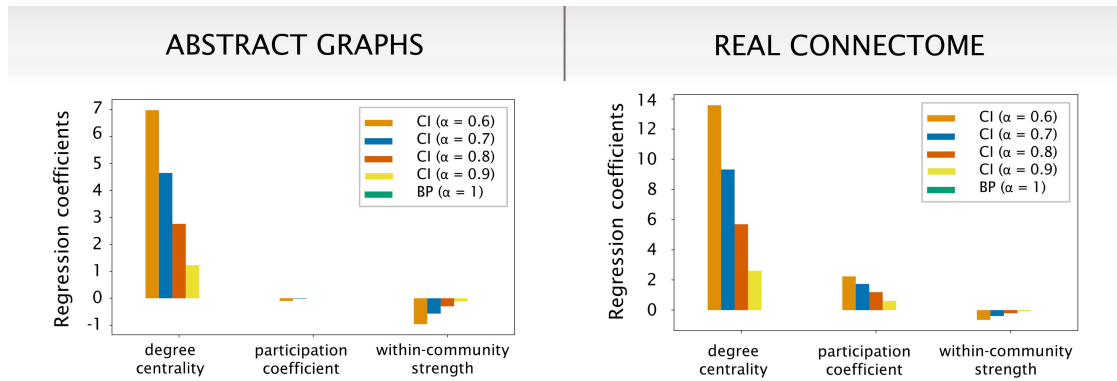 ABSTRACT GRAPHS
REAL CONNECTOME
Regression coefficients
7
6
5
4
3
2
1
0
-1
CI (α = 0.6)
CI (α = 0.7)
CI (α = 0.8)
CI (α = 0.9)
BP (α = 1)
degree
centrality
participation
coefficient
within-community
strength
Regression coefficients
14
12
10
8
6
4
2
0
CI (α = 0.6)
CI (α = 0.7)
CI (α = 0.8)
CI (α = 0.9)
BP (α = 1)
degree
centrality
participation
coefficient
within-community
strength